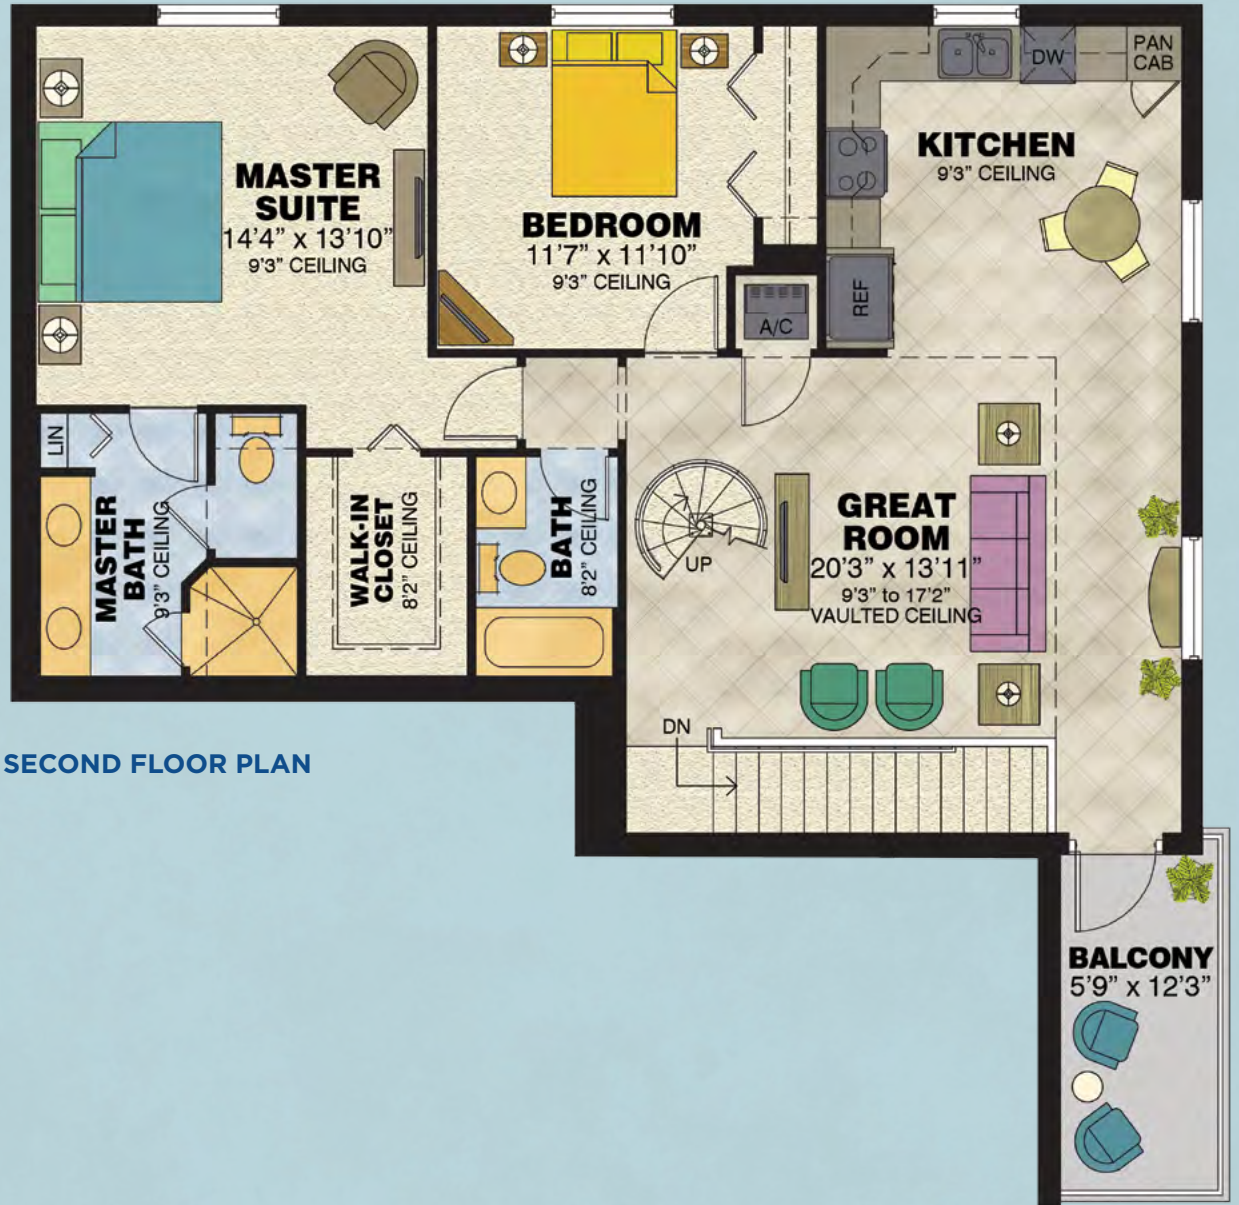 MASTER
SUITE
14'4” x 13'10”
9'3” CEILING
BEDROOM
11'7” x 11'10”
9'3” CEILING
KITCHEN
9'3” CEILING
DW
PAN
CAB
REF
A/C
LIN
MASTER
BATH
9'3” CEILING
WALK-IN
CLOSET
8'2” CEILING
BATH
8'2” CEILING
UP
GREAT
ROOM
20'3” x 13'11”
9'3” to 17'2”
VAULTED CEILING
DN
SECOND FLOOR PLAN
BALCONY
5'9” x 12'3”